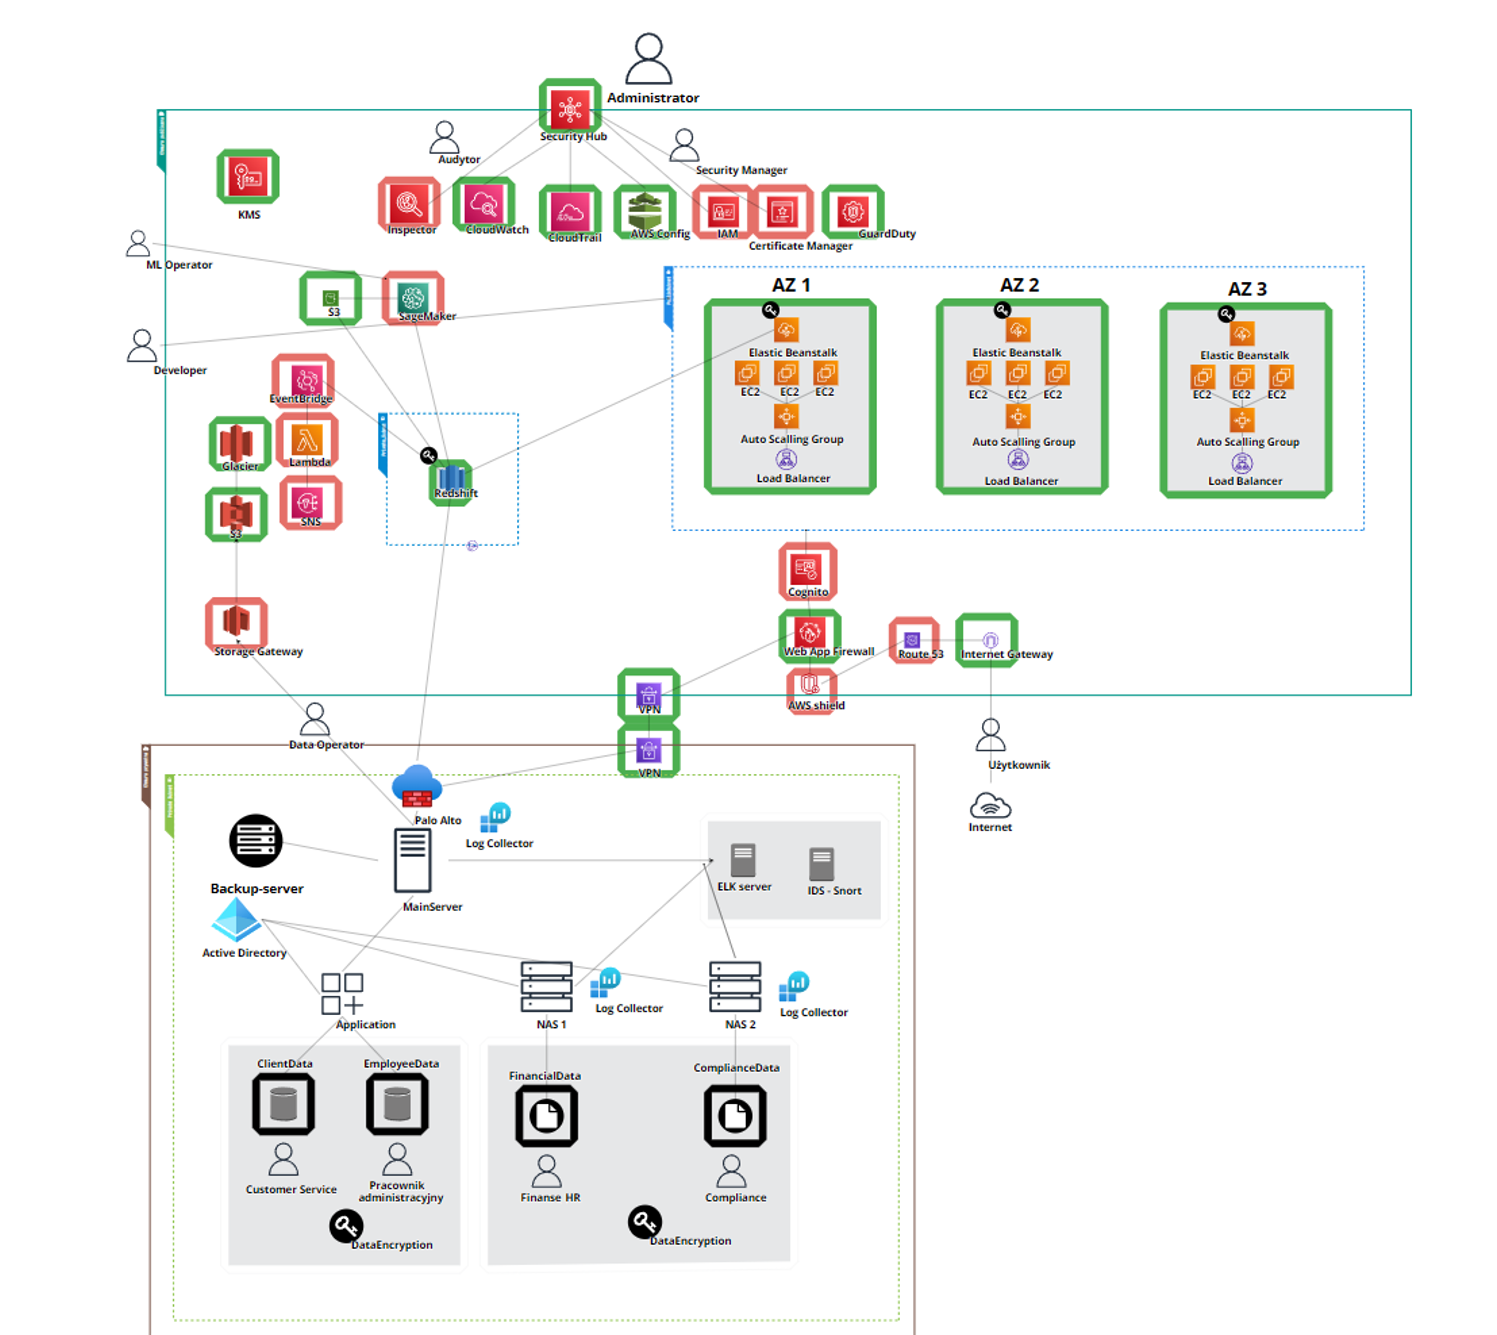 Administrator
Security Hub
Audytor
Security Manager
KMS
Inspector
CloudWatch
CloudTrail
AWS Config
IAM
Certificate Manager
GuardDuty
ML Operator
S3
SageMaker
Developer
AZ 1
AZ 2
AZ 3
Elastic Beanstalk
Elastic Beanstalk
Elastic Beanstalk
EC2
EC2
EC2
EC2
EC2
EC2
EC2
EC2
EC2
Auto Scalling Group
Auto Scalling Group
Auto Scalling Group
Load Balancer
Load Balancer
Load Balancer
EventBridge
Glacier
Lambda
Redshift
S3
SNS
Cognito
Storage Gateway
Web App Firewall
Route 53
Internet Gateway
AWS shield
VPN
VPN
Data Operator
Użytkownik
Internet
Palo Alto
Log Collector
Backup-server
MainServer
ELK server
IDS - Snort
Active Directory
Application
NAS 1
Log Collector
NAS 2
Log Collector
ClientData
EmployeeData
FinancialData
ComplianceData
Customer Service
Pracownik
administracyjny
Finanse HR
Compliance
DataEncryption
DataEncryption